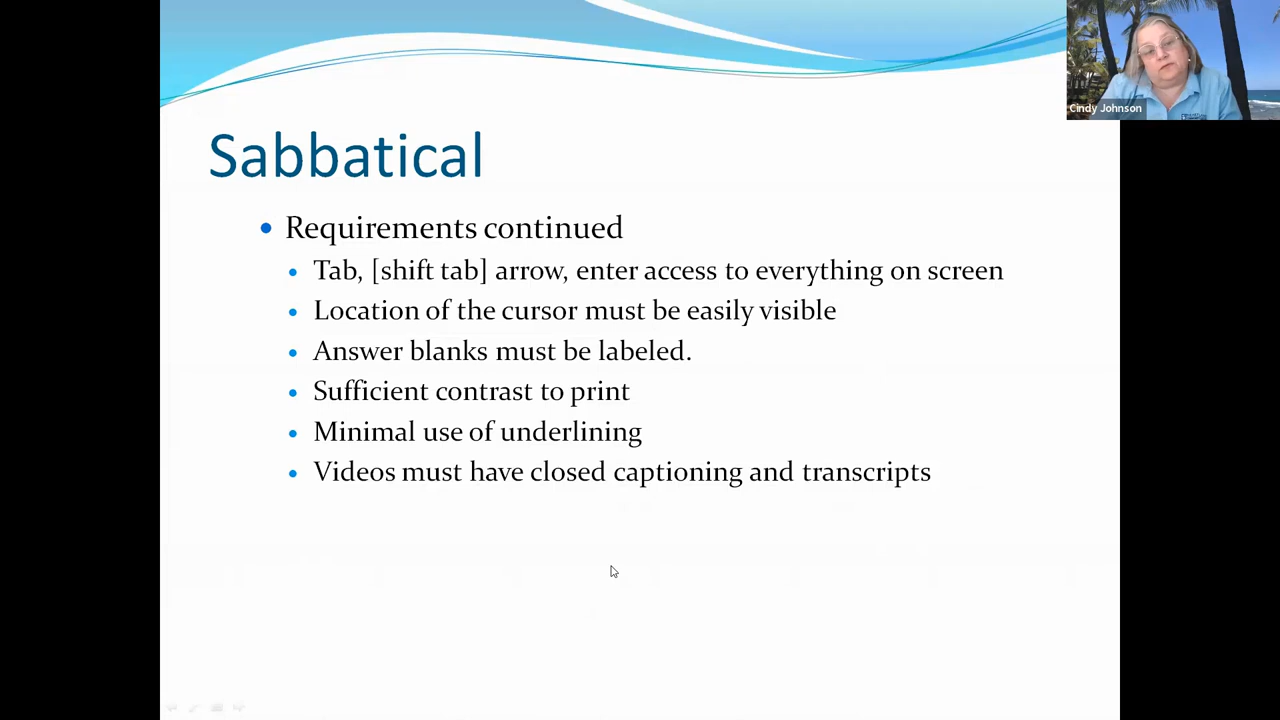 Cindy Johnson
Sabbatical
Requirements continued
Tab, [shift tab] arrow, enter access to everything on screen
Location of the cursor must be easily visible
Answer blanks must be labeled.
Sufficient contrast to print
Minimal use of underlining
Videos must have closed captioning and transcripts